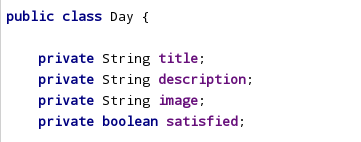 public class Day {
private String title;
private String description;
private String image;
private boolean satisfied;